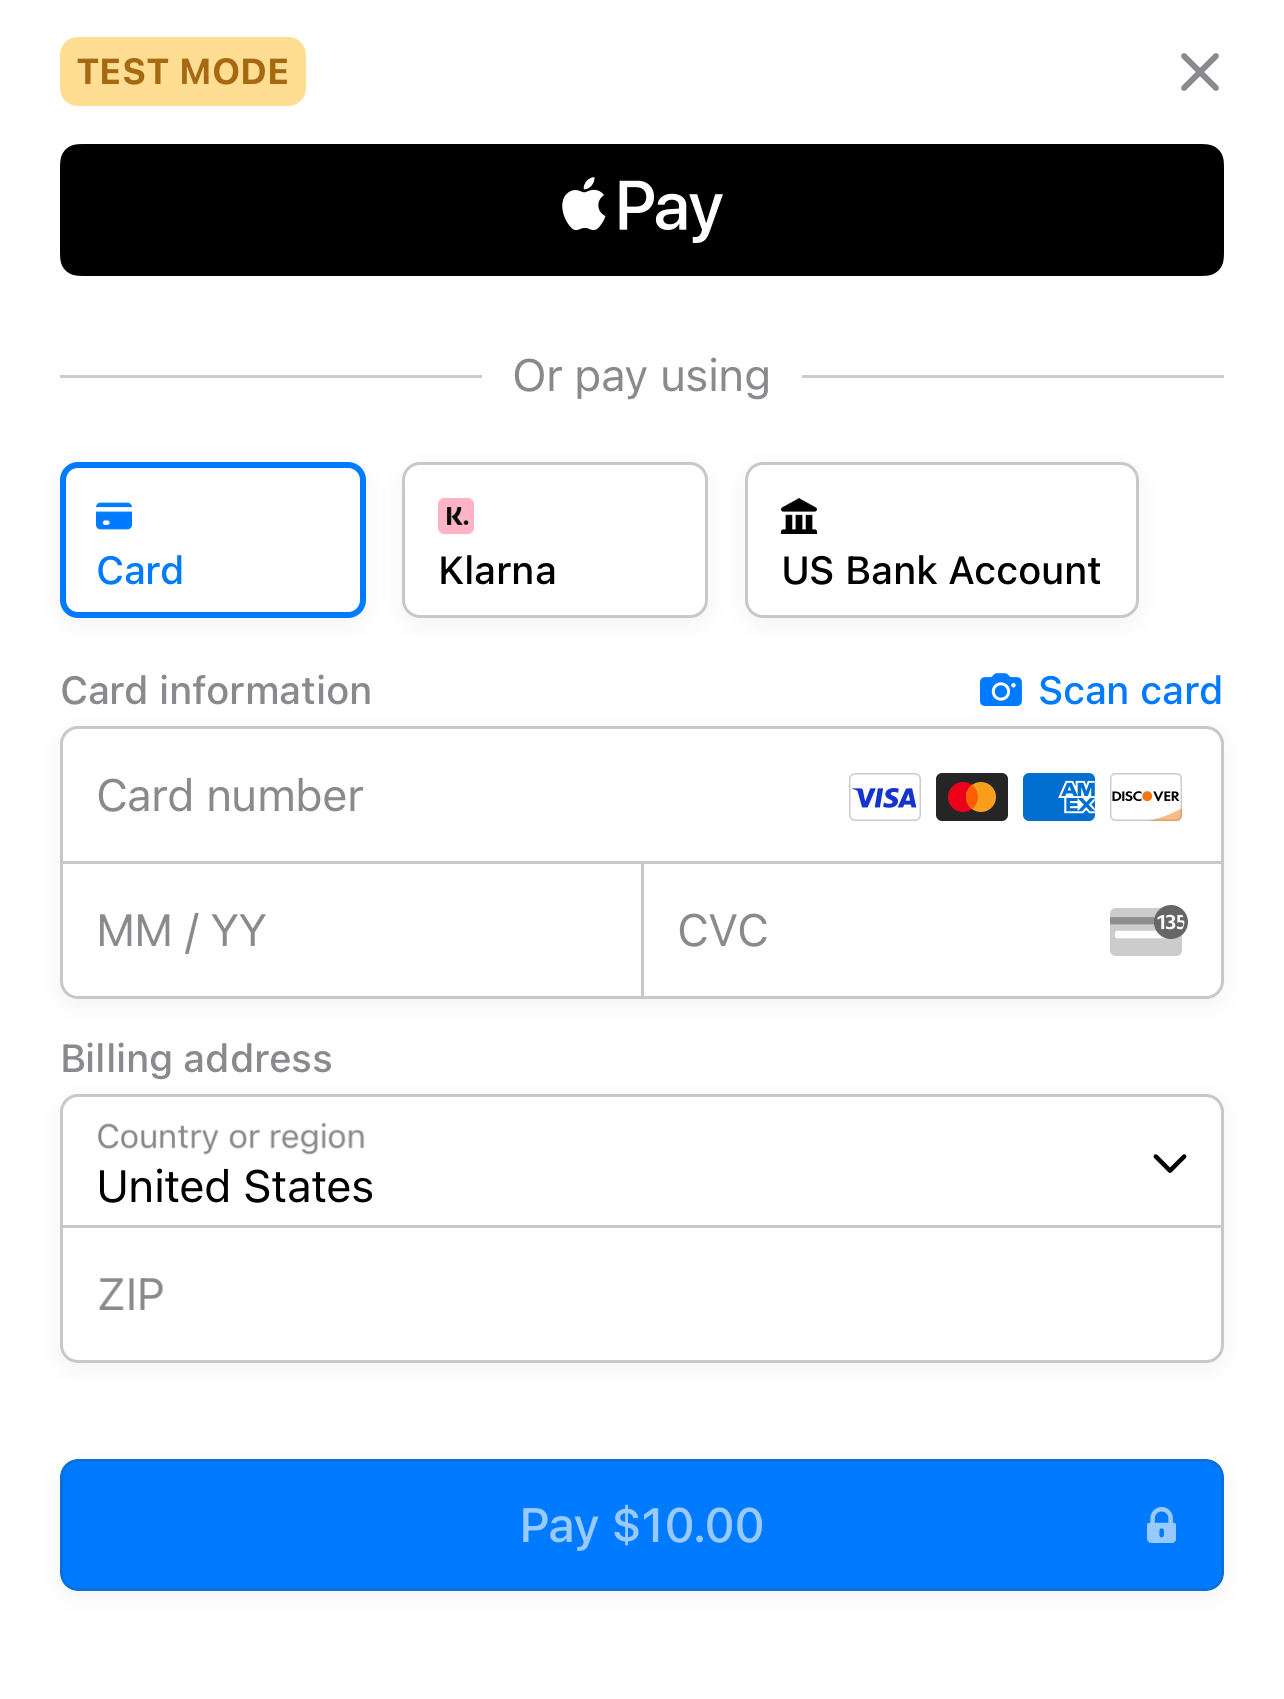 TEST MODE
Pay
Or pay using
K.
Card
Klarna
US Bank Account
Card information
Scan card
Card number
VISA
AM
EX
DISCOVER
MM / YY
CVC
135
Billing address
Country or region
United States
ZIP
Pay $10.00